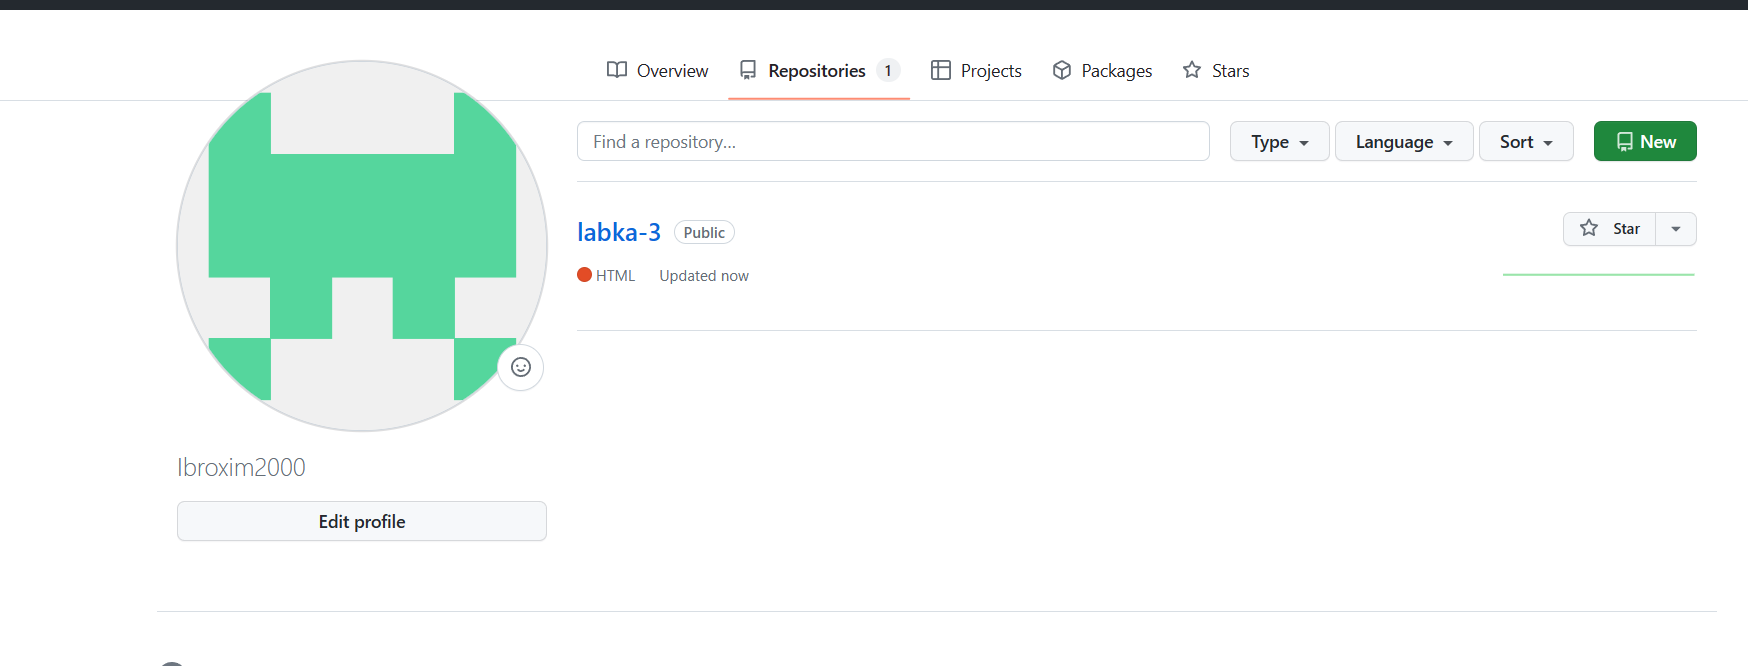 Overview Repositories 1 Projects Packages Stars
Find a repository... Type Language Sort New
labka-3 Public Star
HTML Updated now
Ibroxim2000
Edit profile